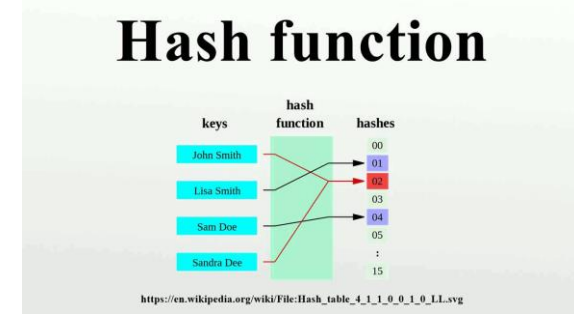 Hash function
hash
keys function hashes
00
John Smith 01
02
Lisa Smith 03
Sam Doe 04
05
:
Sandra Dee 15
https://en.wikipedia.org/wiki/File:Hash_table_4_1_1_0_0_1_0_LL.svg